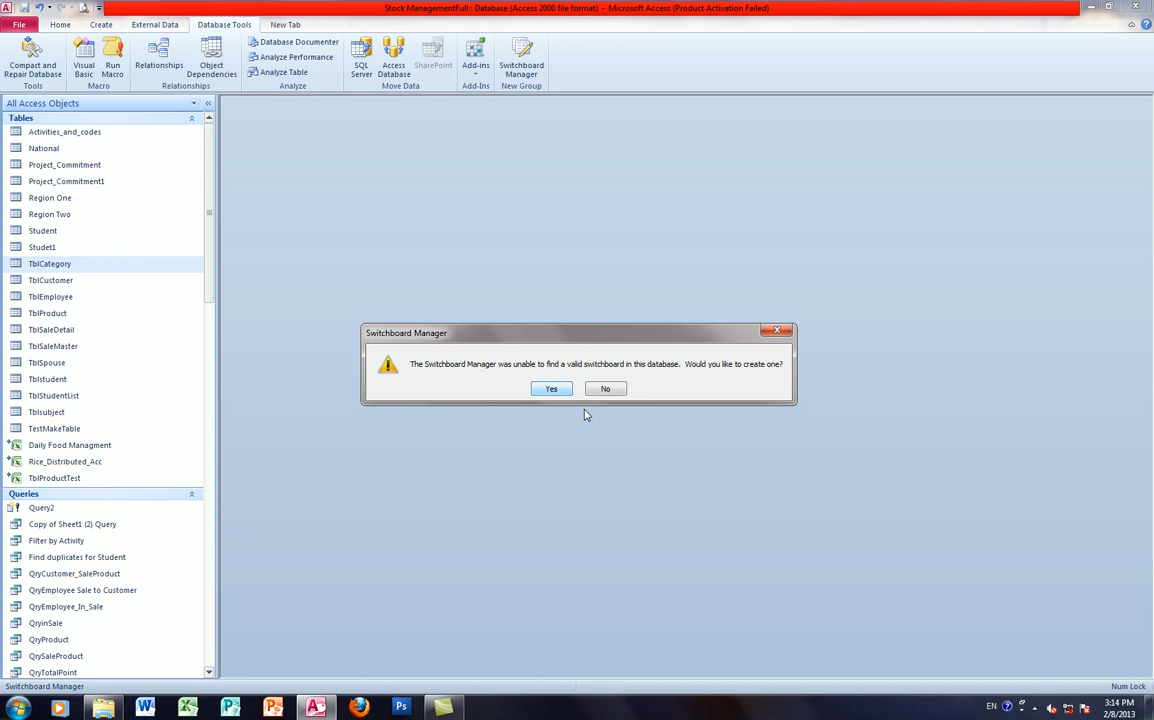 Stock ManagementFull : Database (Access 2000 file format) - Microsoft Access (Product Activation Failed)
File Home Create External Data Database Tools New Tab
Compact and Repair Database
Visual Basic
Run Macro
Relationships
Object Dependencies
Database Documenter
Analyze Performance
Analyze Table
SQL Server
Access Database
SharePoint
Add-ins
Switchboard Manager
Tools Macro Relationships Analyze Move Data Add-Ins New Group
All Access Objects
Tables
Activities_and_codes
National
Project_Commitment
Project_Commitment1
Region One
Region Two
Student
Studet1
TblCategory
TblCustomer
TblEmployee
TblProduct
TblSaleDetail
TblSaleMaster
TblSpouse
Tblstudent
TblStudentList
Tblsubject
TestMakeTable
Daily Food Managment
Rice_Distributed_Acc
TblProductTest
Queries
Query2
Copy of Sheet1 (2) Query
Filter by Activity
Find duplicates for Student
QryCustomer_SaleProduct
QryEmployee Sale to Customer
QryEmployee_In_Sale
QryinSale
QryProduct
QrySaleProduct
QryTotalPoint
Switchboard Manager
The Switchboard Manager was unable to find a valid switchboard in this database. Would you like to create one?
Yes No
Switchboard Manager
Num Lock
EN
3:14 PM
2/8/2013